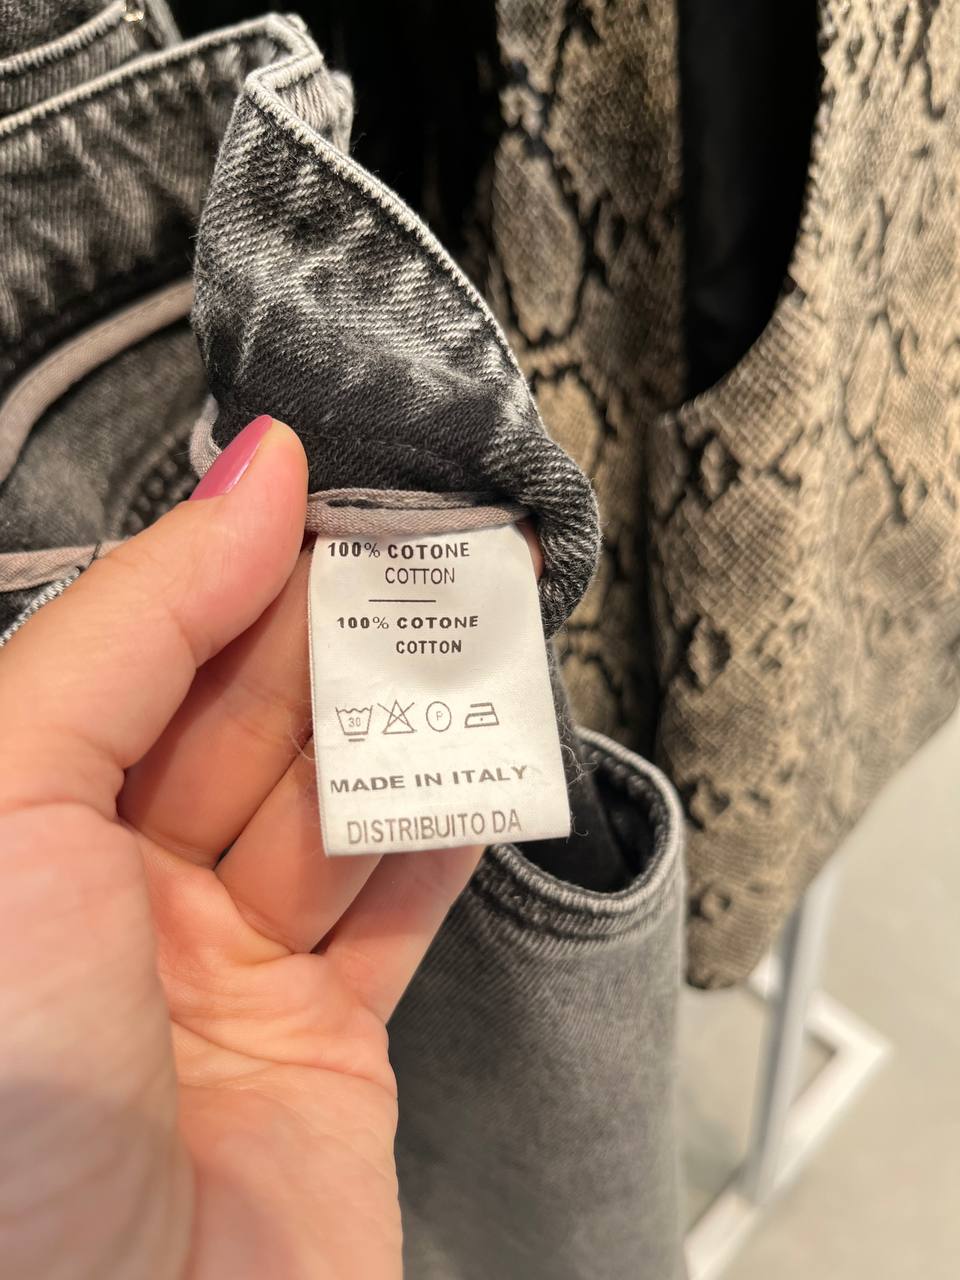 100% COTONE
COTTON
100% COTONE
COTTON
30
P
MADE IN ITALY
DISTRIBUITO DA